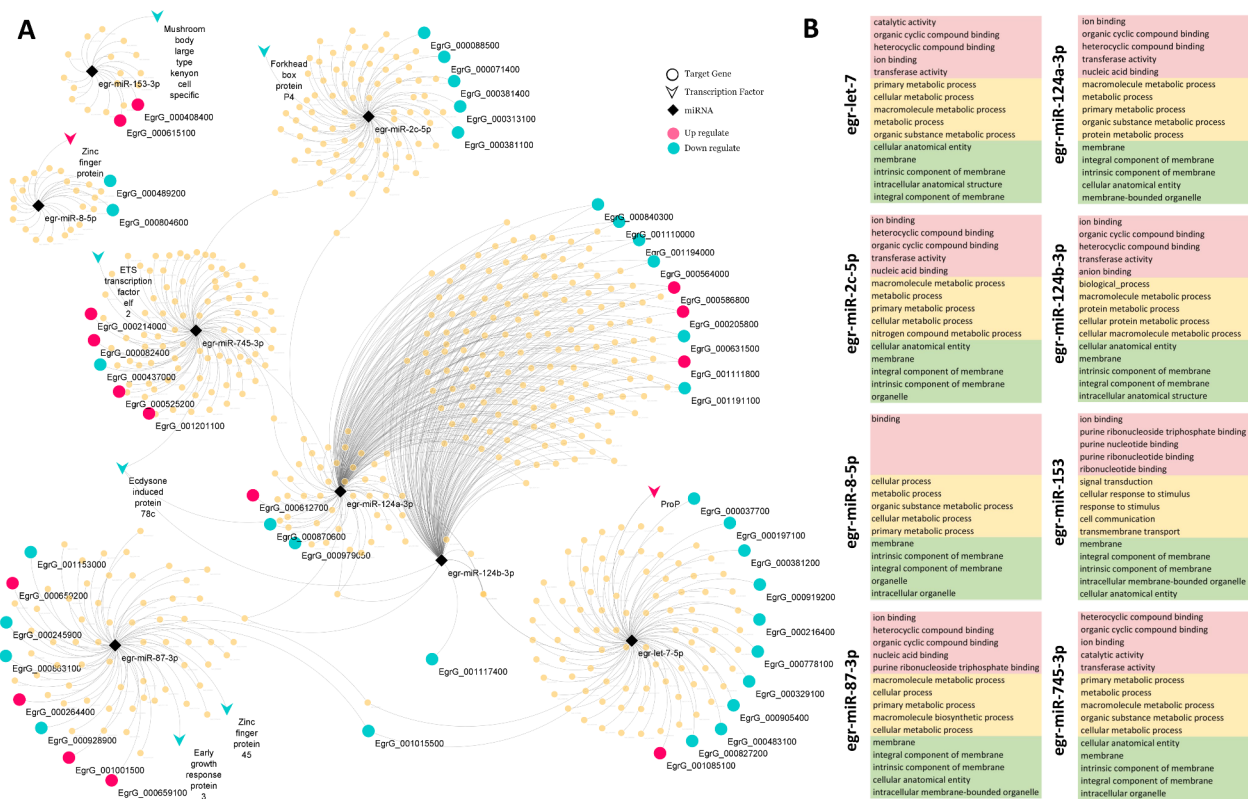 A
Mushroom
body
large
type
kenyon
cell
specific
egr-miR-153-3p
EgrG_000408400
EgrG_000615100
Zinc
finger
protein
EgrG_000489200
egr-miR-8-5p
EgrG_000804600
Forkhead
box
protein
P4
EgrG_000088500
EgrG_000071400
EgrG_000381400
EgrG_000313100
egr-miR-2c-5p
EgrG_000381100
Target Gene
Transcription Factor
miRNA
Up regulate
Down regulate
ETS
transcription
factor
elf
2
EgrG_000214000
egr-miR-745-3p
EgrG_000082400
EgrG_000437000
EgrG_000525200
EgrG_001201100
EgrG_000840300
EgrG_001110000
EgrG_001194000
EgrG_000564000
EgrG_000586800
EgrG_000205800
EgrG_000631500
EgrG_001111800
EgrG_001191100
Ecdysone
induced
protein
78c
egr-miR-124a-3p
EgrG_000612700
EgrG_000870600
EgrG_000979050
egr-miR-124b-3p
EgrG_001117400
EgrG_001015500
EgrG_001153000
EgrG_000659200
EgrG_000245900
EgrG_000883100
egr-miR-87-3p
EgrG_000264400
EgrG_000928900
EgrG_001001500
EgrG_000659100
Early
growth
response
protein
3
Zinc
finger
protein
45
ProP
EgrG_000037700
EgrG_000197100
EgrG_000381200
EgrG_000919200
EgrG_000216400
egr-let-7-5p
EgrG_000778100
EgrG_000329100
EgrG_000905400
EgrG_000483100
EgrG_000827200
EgrG_001085100
B
egr-let-7
catalytic activity
organic cyclic compound binding
heterocyclic compound binding
ion binding
transferase activity
primary metabolic process
cellular metabolic process
macromolecule metabolic process
metabolic process
organic substance metabolic process
cellular anatomical entity
membrane
intrinsic component of membrane
intracellular anatomical structure
integral component of membrane
egr-miR-124a-3p
ion binding
organic cyclic compound binding
heterocyclic compound binding
transferase activity
nucleic acid binding
macromolecule metabolic process
metabolic process
primary metabolic process
organic substance metabolic process
protein metabolic process
membrane
integral component of membrane
intrinsic component of membrane
cellular anatomical entity
membrane-bounded organelle
egr-miR-2c-5p
ion binding
heterocyclic compound binding
organic cyclic compound binding
transferase activity
nucleic acid binding
macromolecule metabolic process
metabolic process
primary metabolic process
cellular metabolic process
nitrogen compound metabolic process
cellular anatomical entity
membrane
integral component of membrane
intrinsic component of membrane
organelle
egr-miR-124b-3p
ion binding
organic cyclic compound binding
heterocyclic compound binding
transferase activity
anion binding
biological_process
macromolecule metabolic process
protein metabolic process
cellular protein metabolic process
cellular macromolecule metabolic process
cellular anatomical entity
membrane
intrinsic component of membrane
integral component of membrane
intracellular anatomical structure
egr-miR-8-5p
binding
cellular process
metabolic process
organic substance metabolic process
cellular metabolic process
primary metabolic process
membrane
intrinsic component of membrane
integral component of membrane
organelle
intracellular organelle
egr-miR-153
ion binding
purine ribonucleoside triphosphate binding
purine nucleotide binding
purine ribonucleotide binding
ribonucleotide binding
signal transduction
cellular response to stimulus
response to stimulus
cell communication
transmembrane transport
membrane
integral component of membrane
intrinsic component of membrane
intracellular membrane-bounded organelle
cellular anatomical entity
egr-miR-87-3p
ion binding
heterocyclic compound binding
organic cyclic compound binding
nucleic acid binding
purine ribonucleoside triphosphate binding
macromolecule metabolic process
cellular process
primary metabolic process
macromolecule biosynthetic process
cellular metabolic process
membrane
integral component of membrane
intrinsic component of membrane
cellular anatomical entity
intracellular membrane-bounded organelle
egr-miR-745-3p
heterocyclic compound binding
organic cyclic compound binding
ion binding
catalytic activity
transferase activity
primary metabolic process
metabolic process
macromolecule metabolic process
organic substance metabolic process
cellular metabolic process
cellular anatomical entity
membrane
intrinsic component of membrane
integral component of membrane
intracellular organelle